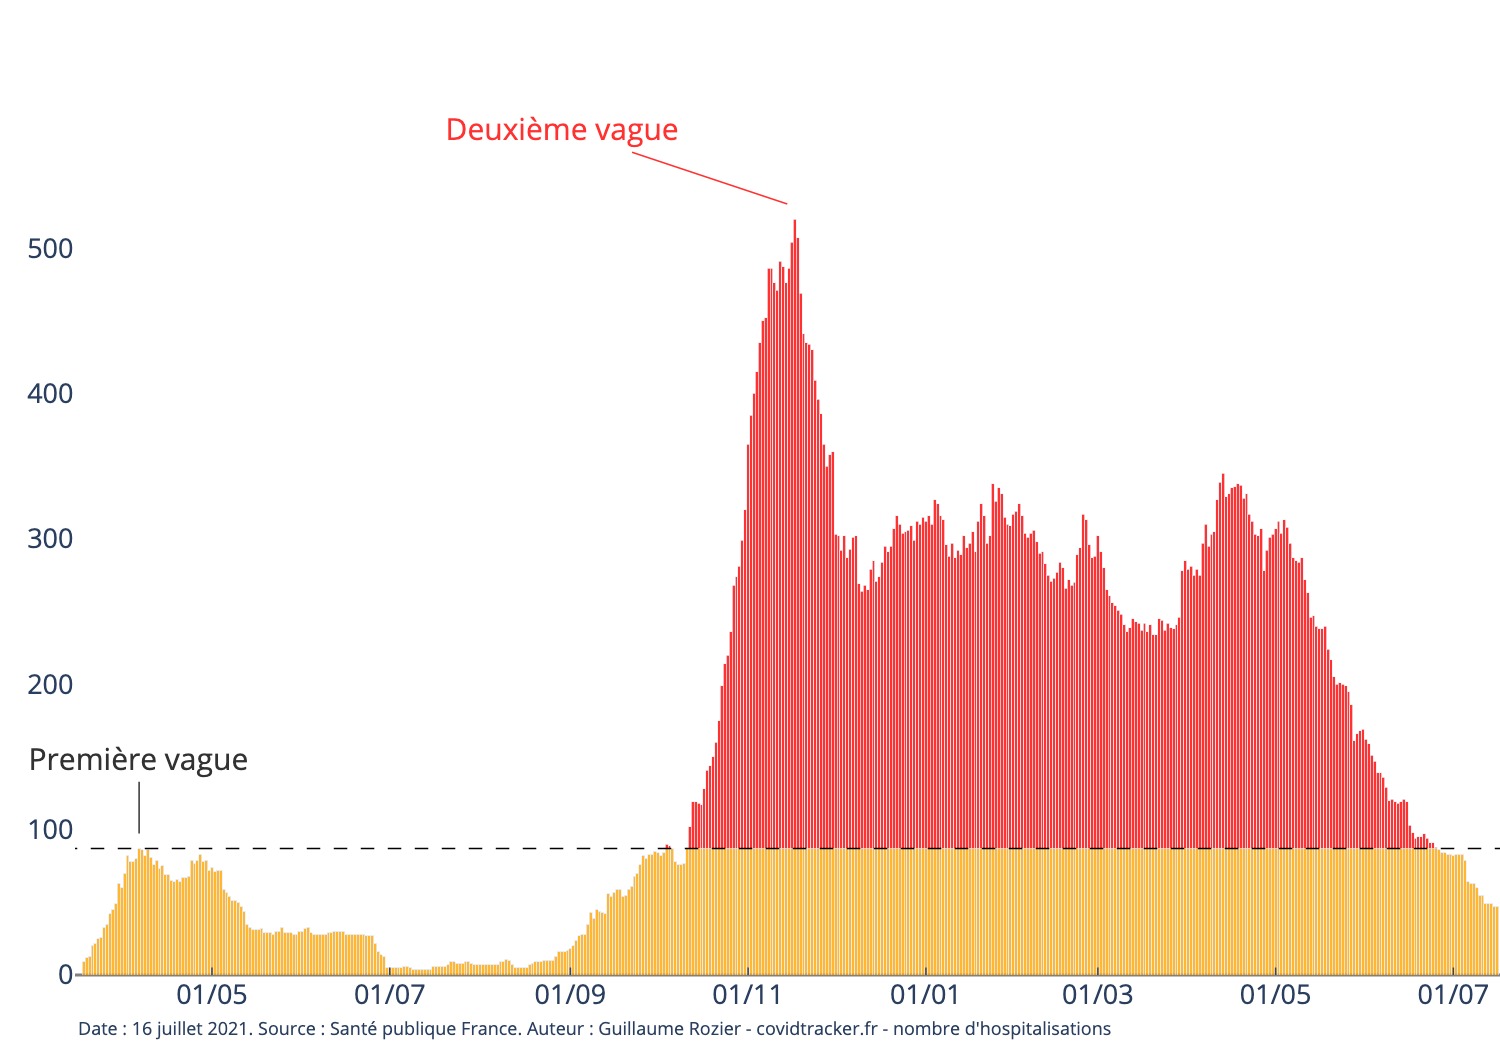 Deuxième vague
500
400
300
200
Première vague
100
0
01/05 01/07 01/09 01/11 01/01 01/03 01/05 01/07
Date : 16 juillet 2021. Source : Santé publique France. Auteur : Guillaume Rozier - covidtracker.fr - nombre d'hospitalisations